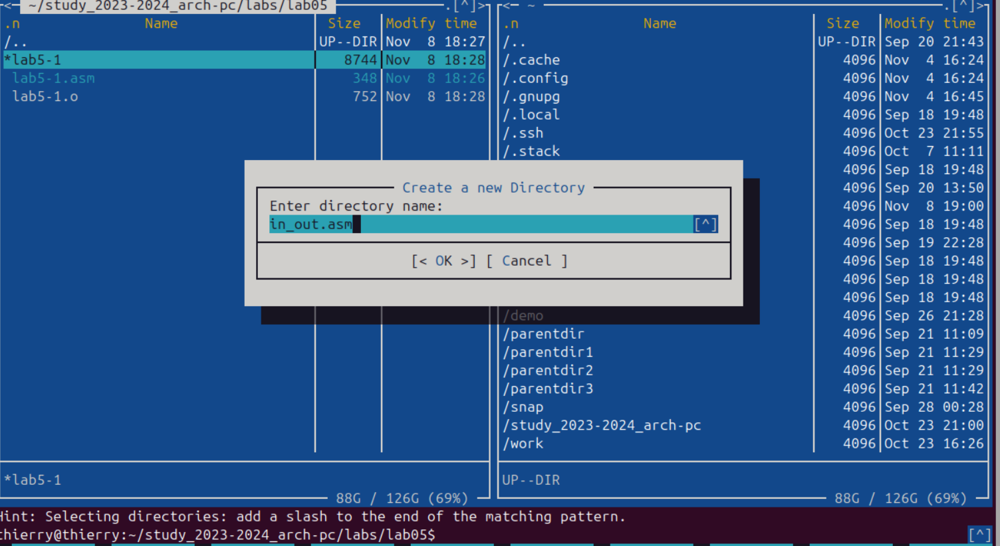 <- ~/study_2023-2024_arch-pc/labs/lab05 .[^]> <- ~ .[^]>
.n Name Size Modify time .n Name Size Modify time
/.. UP--DIR Nov 8 18:27 /.. UP--DIR Sep 20 21:43
*lab5-1 8744 Nov 8 18:28 /.cache 4096 Nov 4 16:24
lab5-1.asm 348 Nov 8 18:26 /.config 4096 Nov 4 16:24
lab5-1.o 752 Nov 8 18:28 /.gnupg 4096 Nov 4 16:45
/.local 4096 Sep 18 19:48
/.ssh 4096 Oct 23 21:55
/.stack 4096 Oct 7 11:11
4096 Sep 18 19:48
Create a new Directory 4096 Sep 20 13:50
Enter directory name: 4096 Nov 8 19:00
in_out.asm [^] 4096 Sep 18 19:48
4096 Sep 19 22:28
[< OK >] [ Cancel ] 4096 Sep 18 19:48
4096 Sep 18 19:48
4096 Sep 18 19:48
/demo 4096 Sep 26 21:28
/parentdir 4096 Sep 21 11:09
/parentdir1 4096 Sep 21 11:29
/parentdir2 4096 Sep 21 11:29
/parentdir3 4096 Sep 21 11:42
/snap 4096 Sep 28 00:28
/study_2023-2024_arch-pc 4096 Oct 23 21:00
/work 4096 Oct 23 16:26
*lab5-1 UP--DIR
88G / 126G (69%) 88G / 126G (69%)
Hint: Selecting directories: add a slash to the end of the matching pattern.
thierry@thierry:~/study_2023-2024_arch-pc/labs/lab05$ [^]